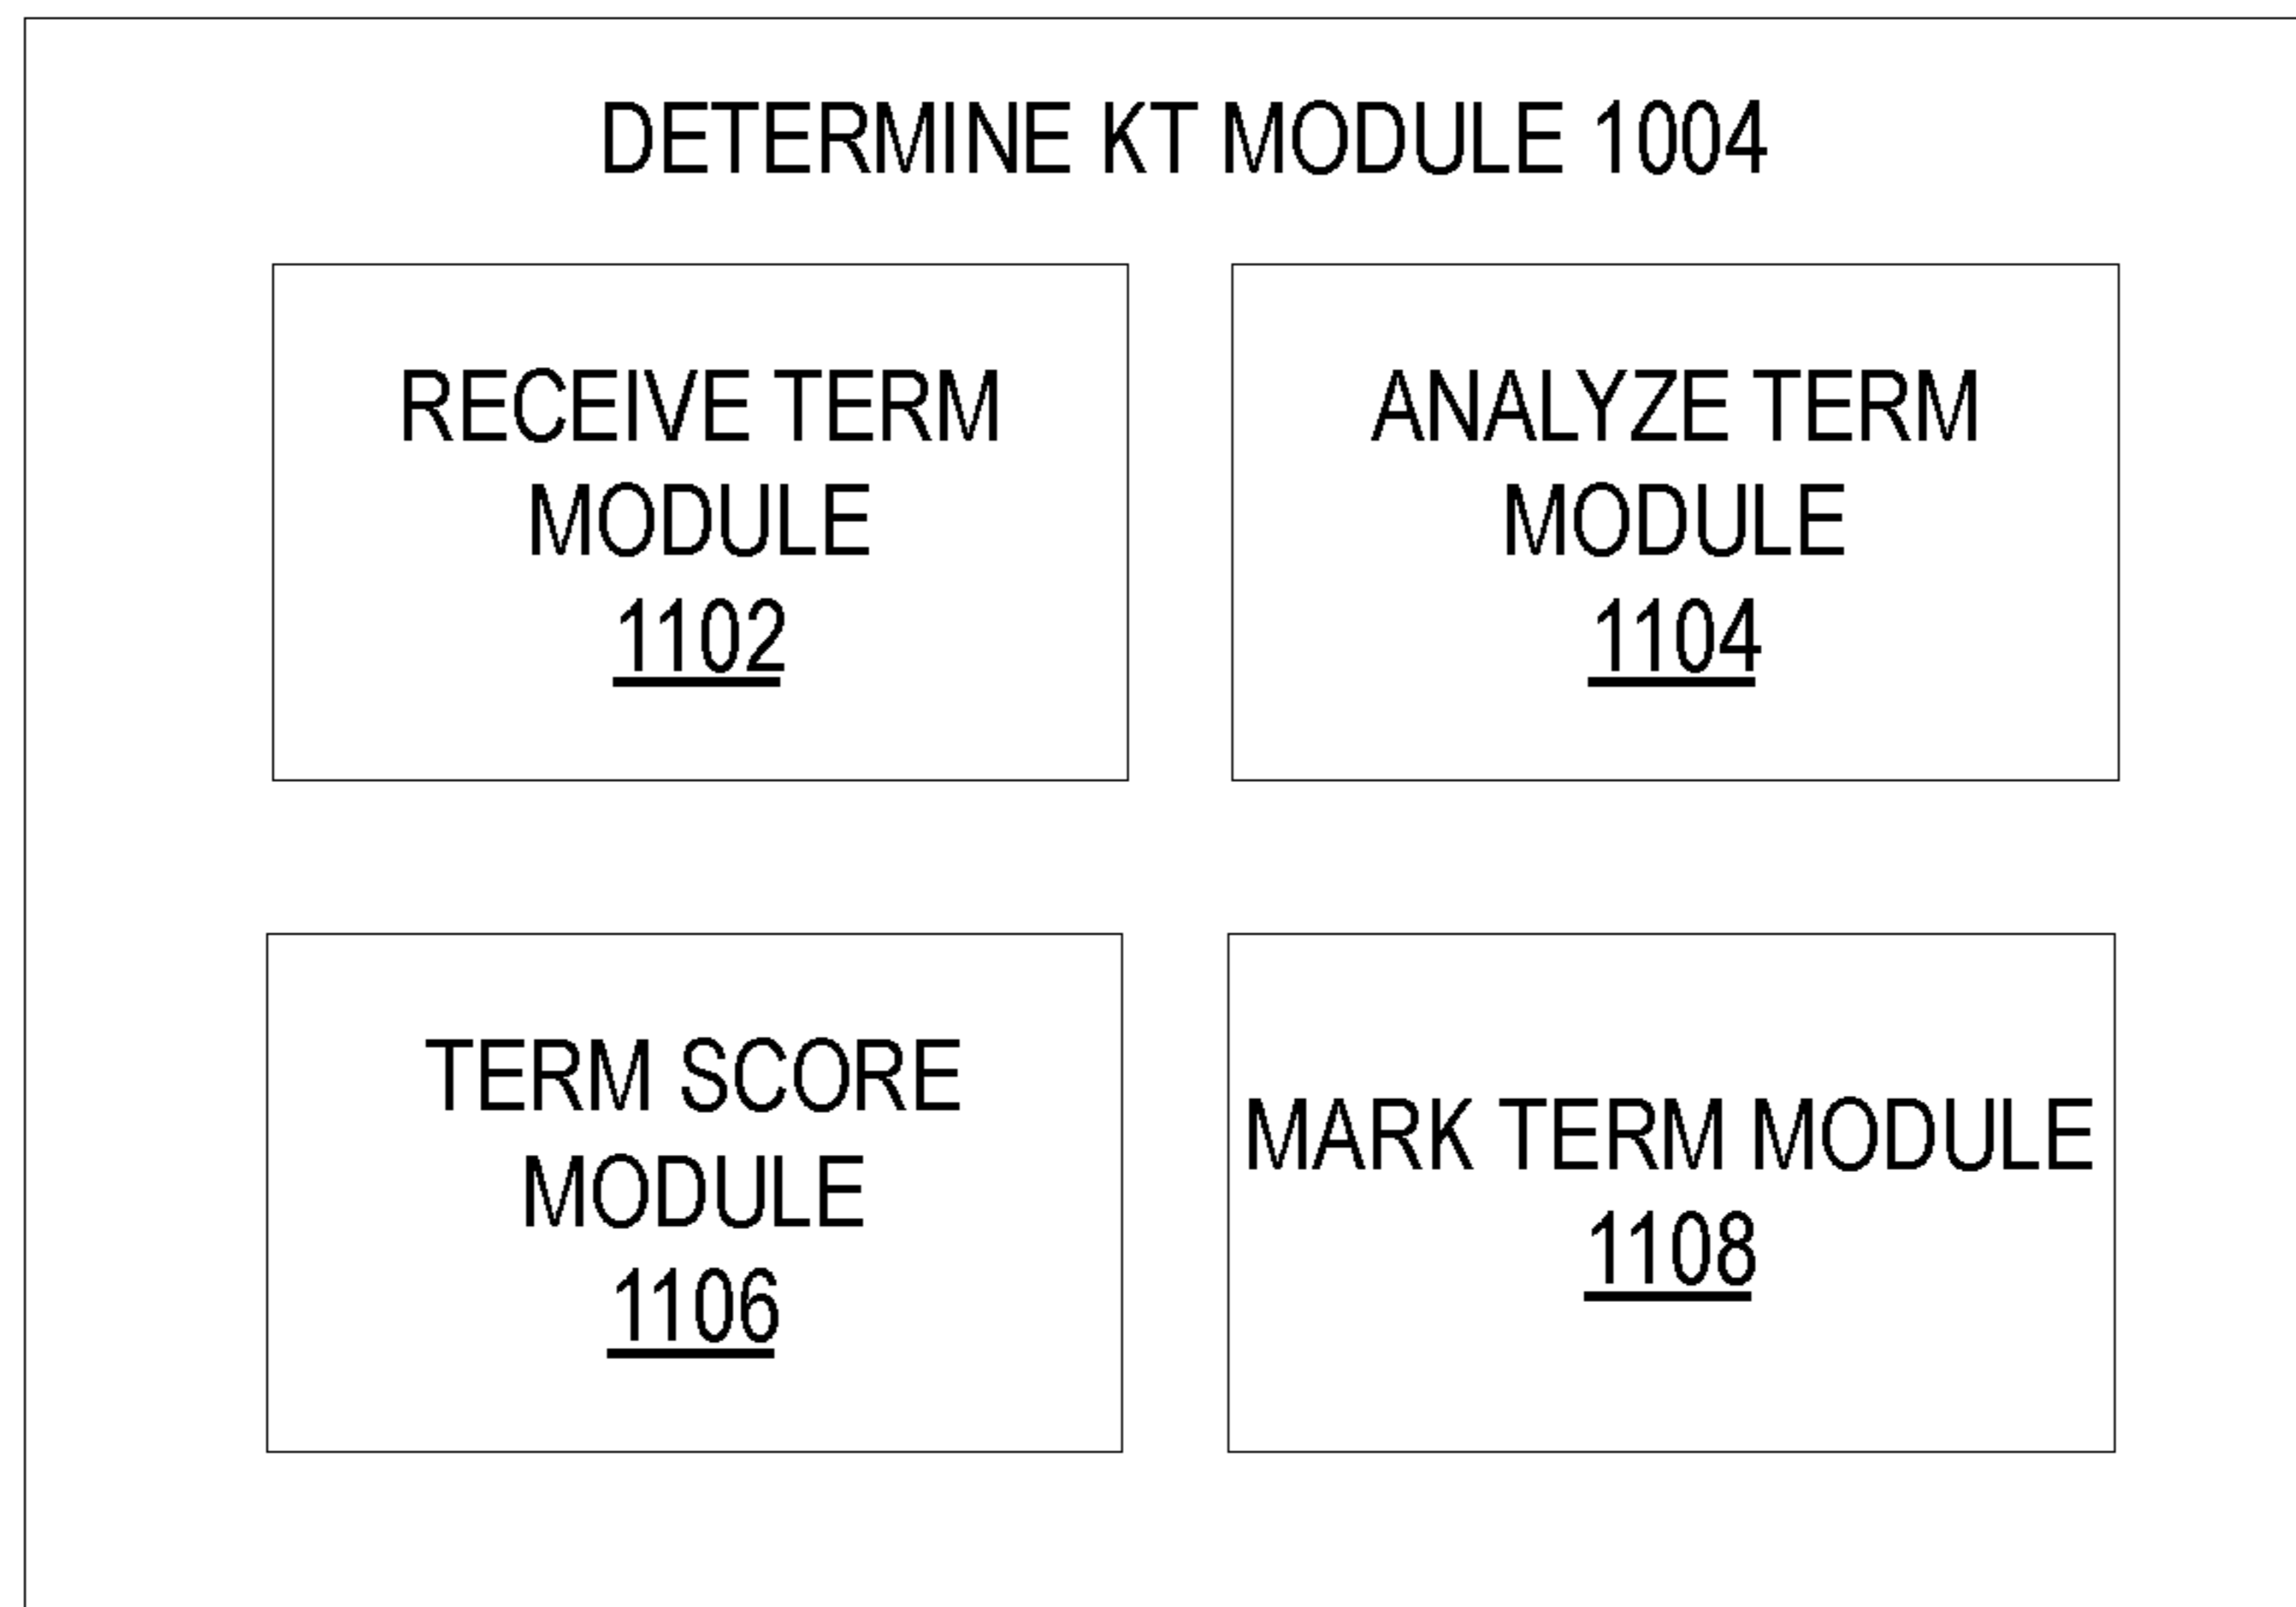 DETERMINE KT MODULE 1004
RECEIVE TERM
MODULE
1102
ANALYZE TERM
MODULE
1104
TERM SCORE
MODULE
1106
MARK TERM MODULE
1108